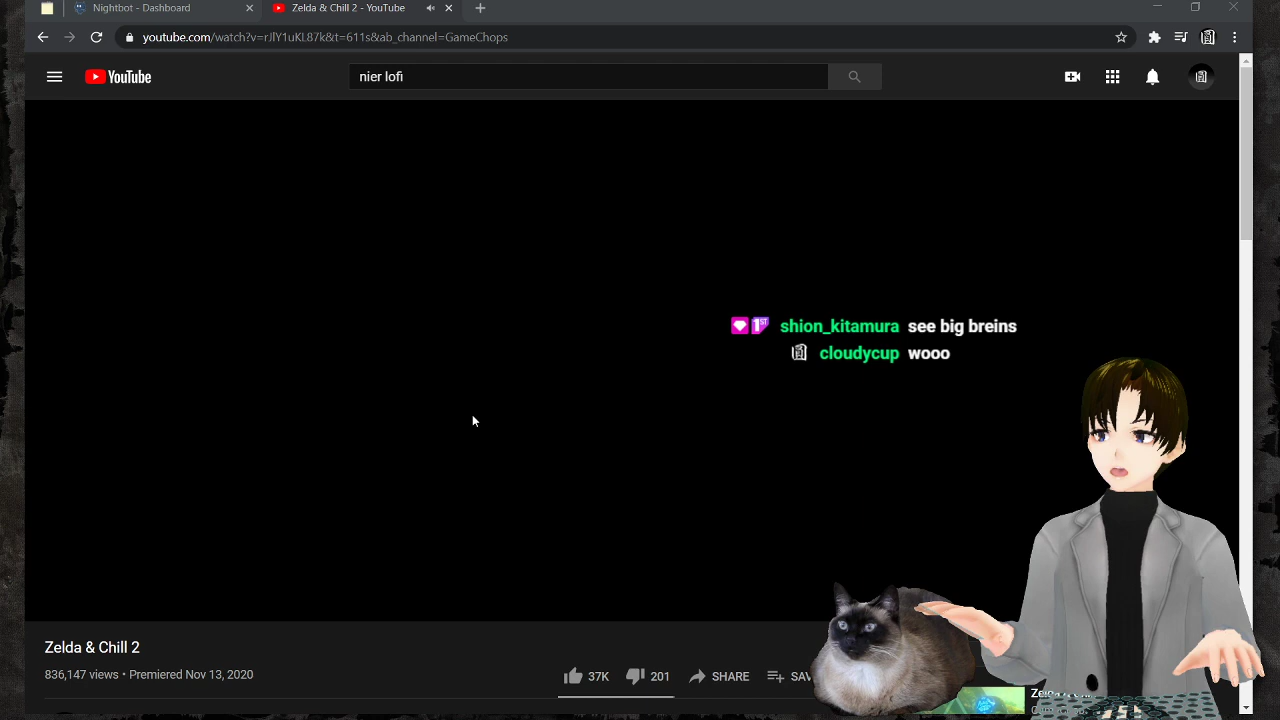 Nightbot - Dashboard
Zelda & Chill 2 - YouTube
youtube.com/watch?v=rJlY1uKL87k&t=611s&ab_channel=GameChops
YouTube
nier lofi
1ST shion_kitamura see big breins
cloudycup wooo
Zelda & Chill 2
836,147 views • Premiered Nov 13, 2020
37K
201
SHARE